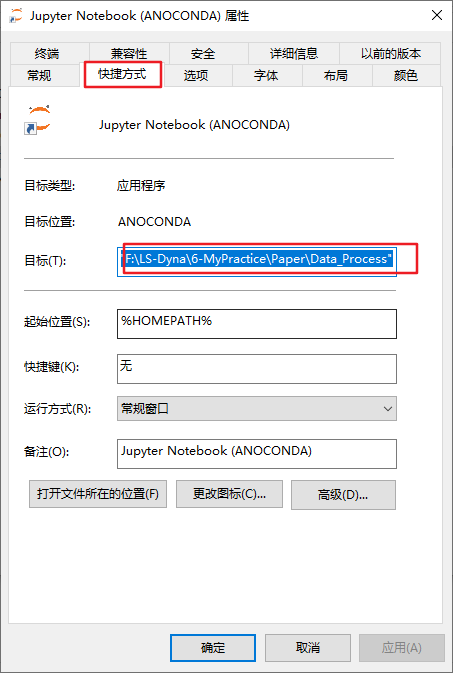 Jupyter Notebook (ANOCONDA) 属性
终端 兼容性 安全 详细信息 以前的版本
常规 快捷方式 选项 字体 布局 颜色
Jupyter Notebook (ANOCONDA)
目标类型: 应用程序
目标位置: ANOCONDA
目标(T): "F:\LS-Dyna\6-MyPractice\Paper\Data_Process"
起始位置(S): %HOMEPATH%
快捷键(K): 无
运行方式(R): 常规窗口
备注(O): Jupyter Notebook (ANOCONDA)
打开文件所在的位置(F) 更改图标(C)... 高级(D)...
确定 取消 应用(A)